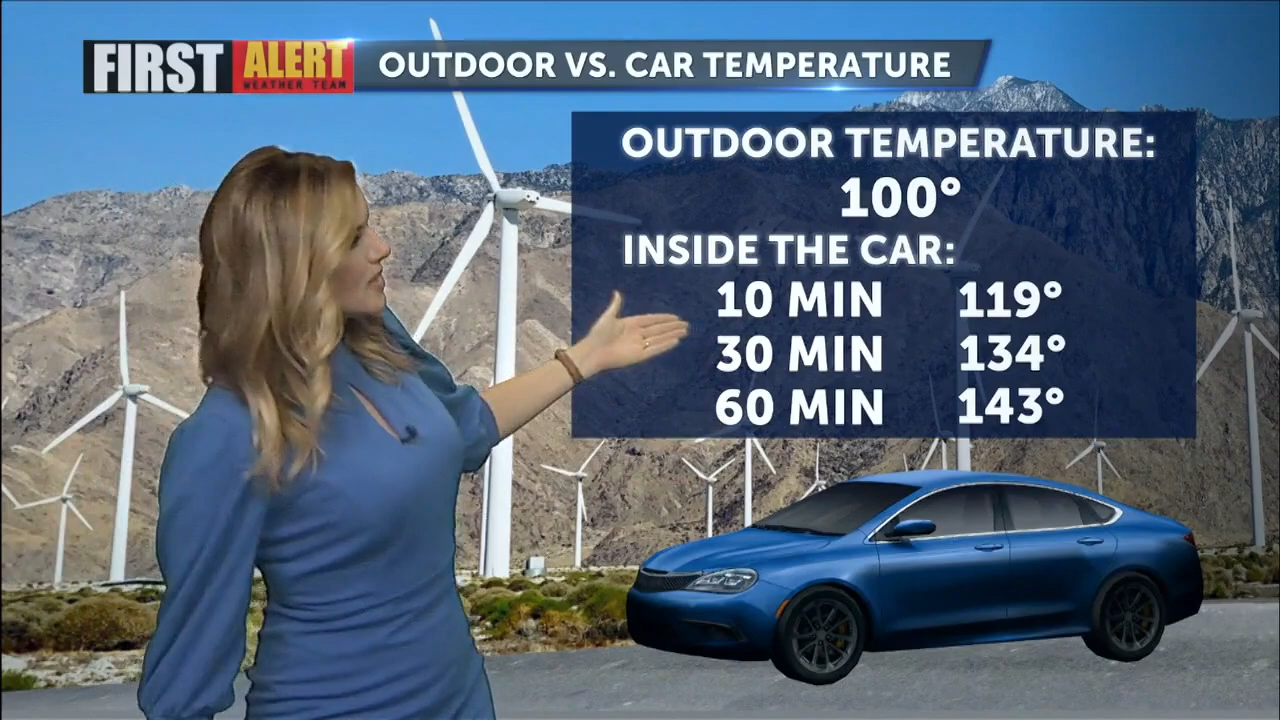 FIRST ALERT
WEATHER TEAM
OUTDOOR VS. CAR TEMPERATURE
OUTDOOR TEMPERATURE:
100°
INSIDE THE CAR:
10 MIN 119°
30 MIN 134°
60 MIN 143°